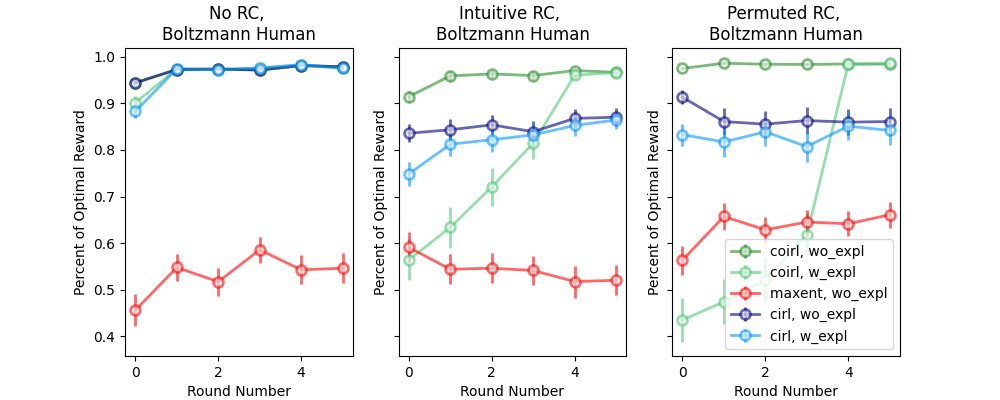 No RC,
Boltzmann Human
Intuitive RC,
Boltzmann Human
Permuted RC,
Boltzmann Human
Percent of Optimal Reward
1.0
0.9
0.8
0.7
0.6
0.5
0.4
0 2 4
Round Number
Percent of Optimal Reward
0 2 4
Round Number
Percent of Optimal Reward
0 2 4
Round Number
coirl, wo_expl
coirl, w_expl
maxent, wo_expl
cirl, wo_expl
cirl, w_expl